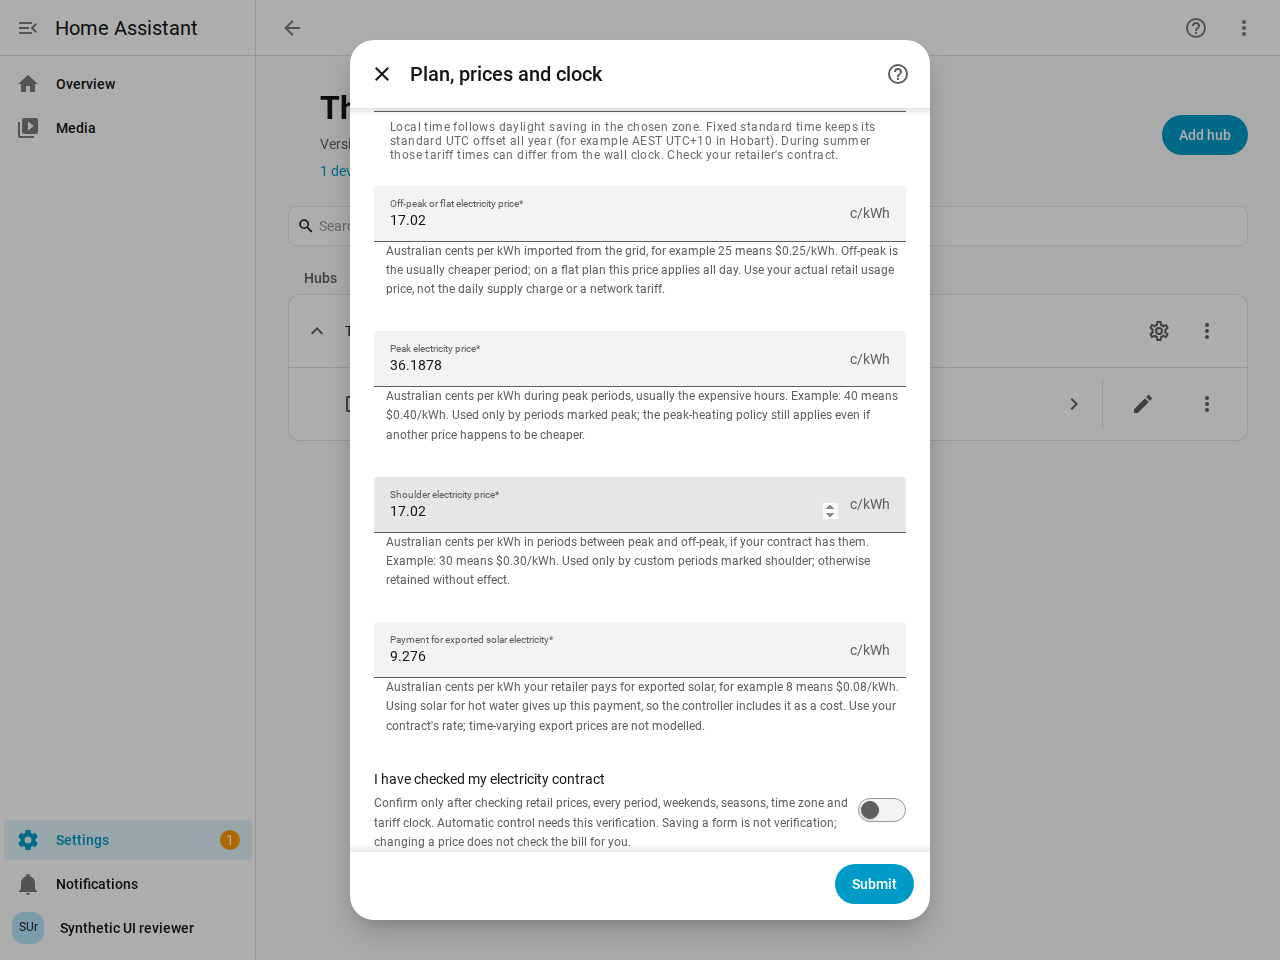 Home Assistant
Overview
Media
Settings
1
Notifications
SUr
Synthetic UI reviewer
Add hub
Hubs
Plan, prices and clock
Local time follows daylight saving in the chosen zone. Fixed standard time keeps its
standard UTC offset all year (for example AEST UTC+10 in Hobart). During summer
those tariff times can differ from the wall clock. Check your retailer's contract.
Off-peak or flat electricity price*
17.02
c/kWh
Australian cents per kWh imported from the grid, for example 25 means $0.25/kWh. Off-peak is
the usually cheaper period; on a flat plan this price applies all day. Use your actual retail usage
price, not the daily supply charge or a network tariff.
Peak electricity price*
36.1878
c/kWh
Australian cents per kWh during peak periods, usually the expensive hours. Example: 40 means
$0.40/kWh. Used only by periods marked peak; the peak-heating policy still applies even if
another price happens to be cheaper.
Shoulder electricity price*
17.02
c/kWh
Australian cents per kWh in periods between peak and off-peak, if your contract has them.
Example: 30 means $0.30/kWh. Used only by custom periods marked shoulder; otherwise
retained without effect.
Payment for exported solar electricity*
9.276
c/kWh
Australian cents per kWh your retailer pays for exported solar, for example 8 means $0.08/kWh.
Using solar for hot water gives up this payment, so the controller includes it as a cost. Use your
contract's rate; time-varying export prices are not modelled.
I have checked my electricity contract
Confirm only after checking retail prices, every period, weekends, seasons, time zone and
tariff clock. Automatic control needs this verification. Saving a form is not verification;
changing a price does not check the bill for you.
Submit